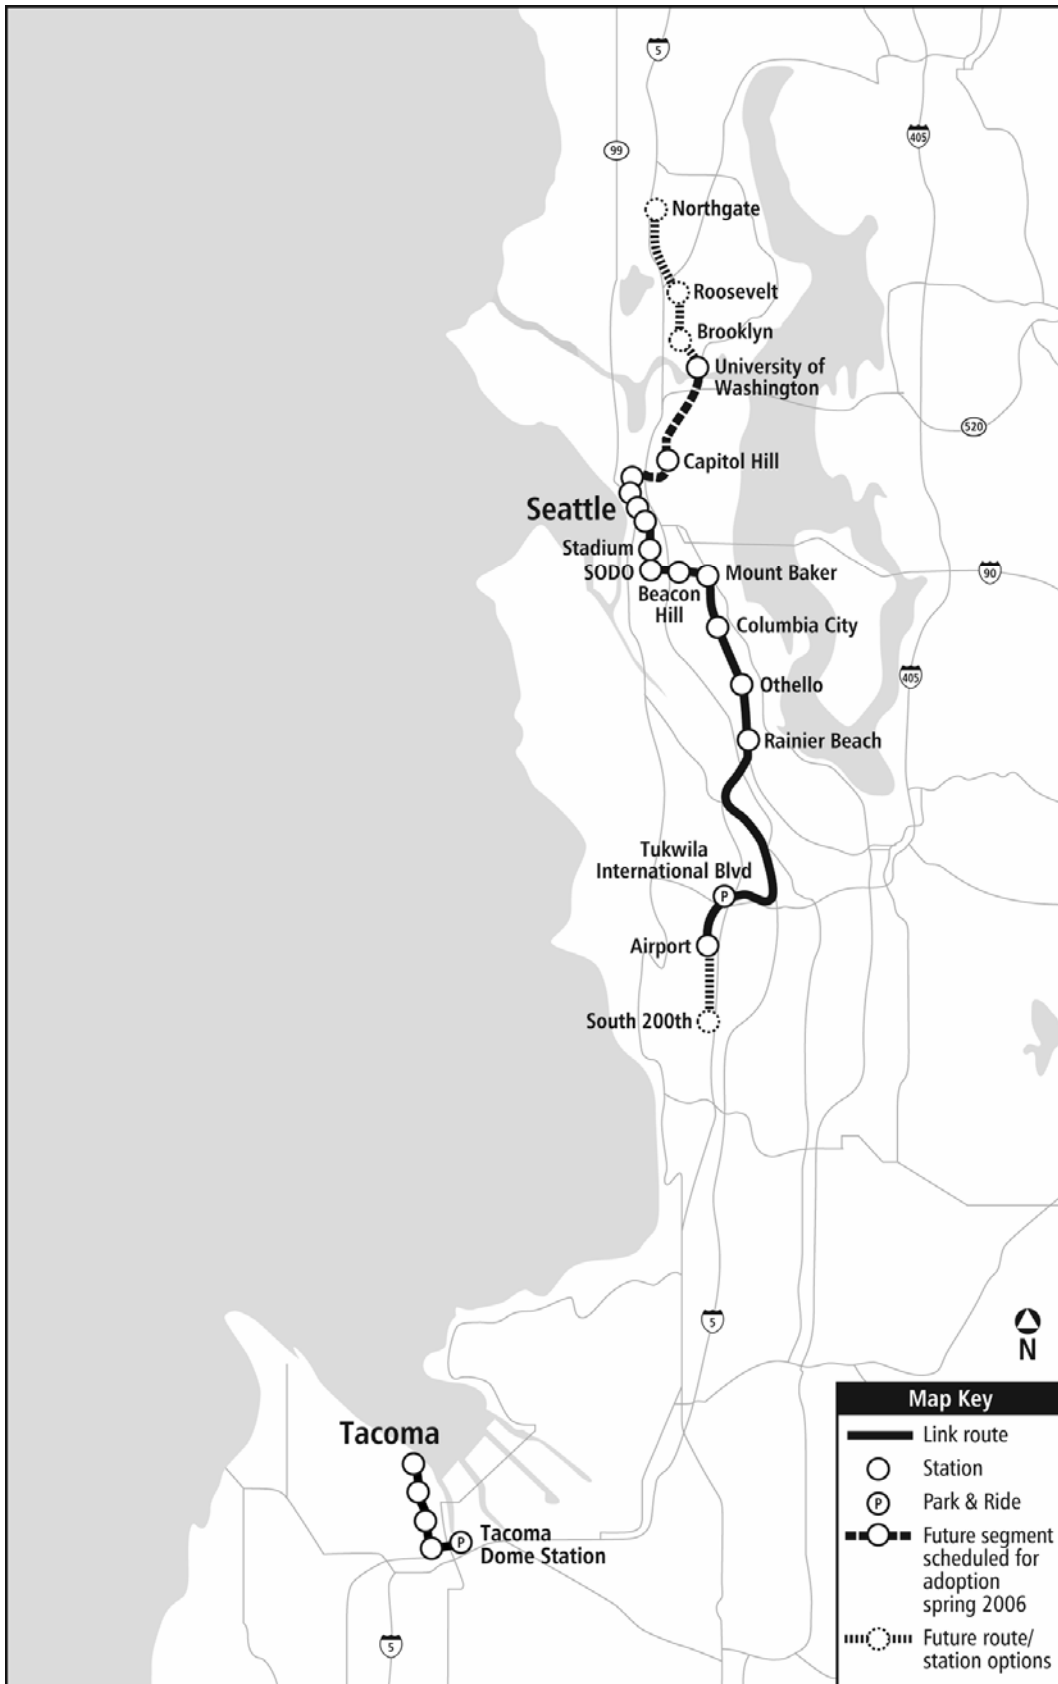 5
405
99
Northgate
Roosevelt
Brooklyn
University of
Washington
520
Capitol Hill
Seattle
Stadium
SODO
Beacon
Hill
Mount Baker
90
Columbia City
405
Othello
Rainier Beach
Tukwila
International Blvd
P
Airport
South 200th
5
N
Tacoma
P
Tacoma
Dome Station
5
Map Key
Link route
Station
P
Park & Ride
Future segment
scheduled for
adoption
spring 2006
Future route/
station options